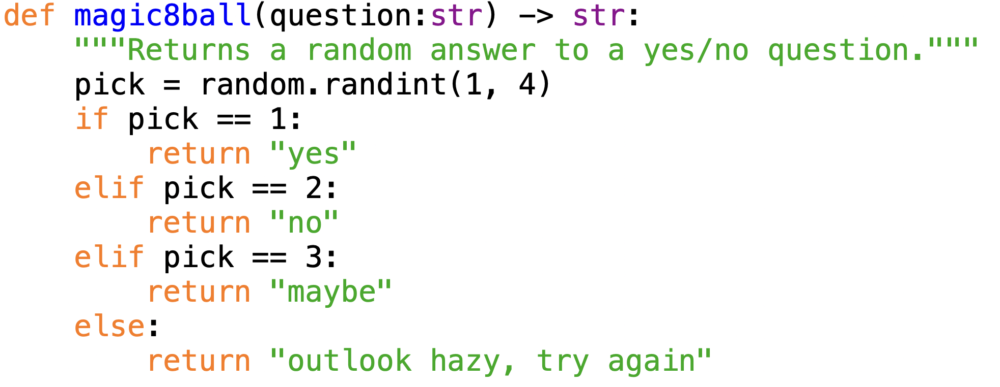 def magic8ball(question:str) -> str:
    """Returns a random answer to a yes/no question."""
    pick = random.randint(1, 4)
    if pick == 1:
        return "yes"
    elif pick == 2:
        return "no"
    elif pick == 3:
        return "maybe"
    else:
        return "outlook hazy, try again"